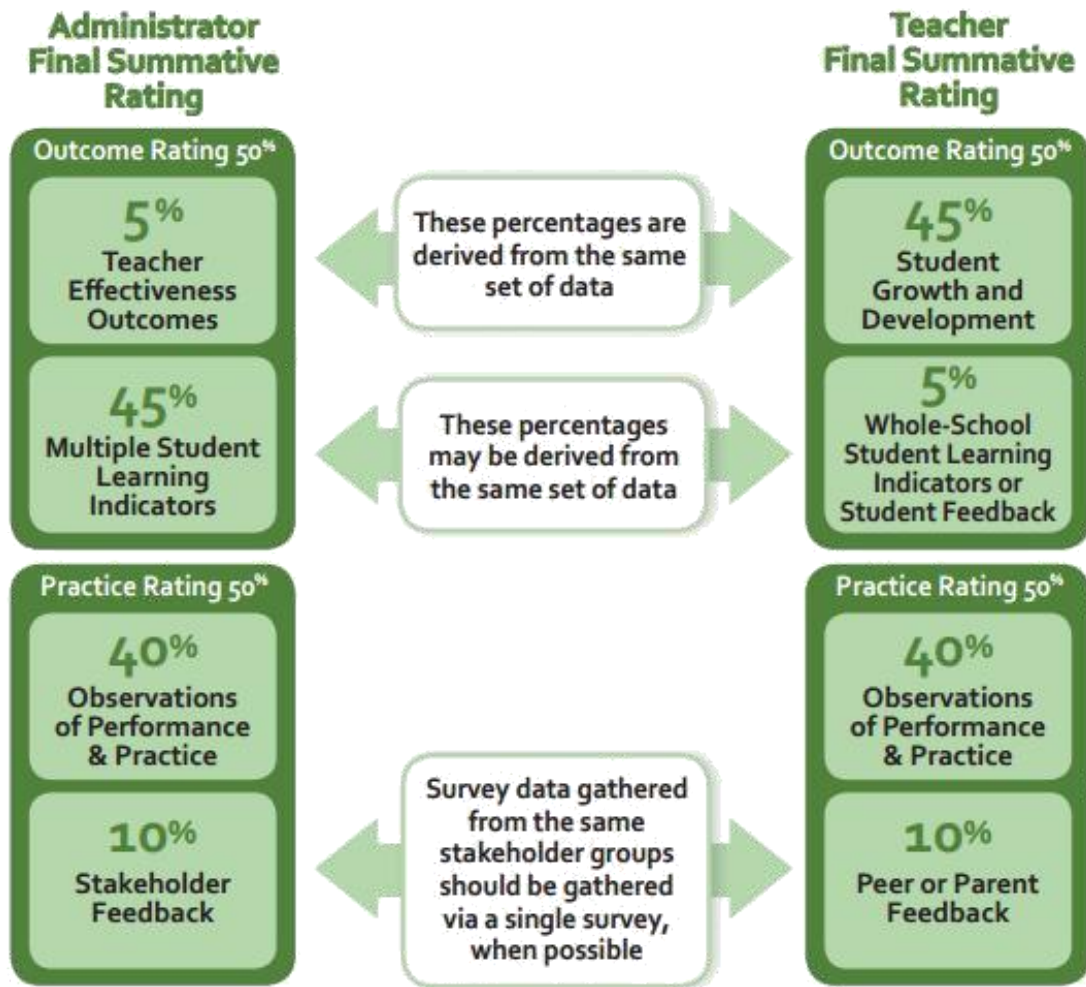 Administrator
Final Summative
Rating
Outcome Rating 50%
5%
Teacher
Effectiveness
Outcomes
45%
Multiple Student
Learning
Indicators
Practice Rating 50%
40%
Observations
of Performance
& Practice
10%
Stakeholder
Feedback
These percentages are
derived from the same
set of data
These percentages
may be derived from
the same set of data
Survey data gathered
from the same
stakeholder groups
should be gathered
via a single survey,
when possible
Teacher
Final Summative
Rating
Outcome Rating 50%
45%
Student
Growth and
Development
5%
Whole-School
Student Learning
Indicators or
Student Feedback
Practice Rating 50%
40%
Observations
of Performance
& Practice
10%
Peer or Parent
Feedback